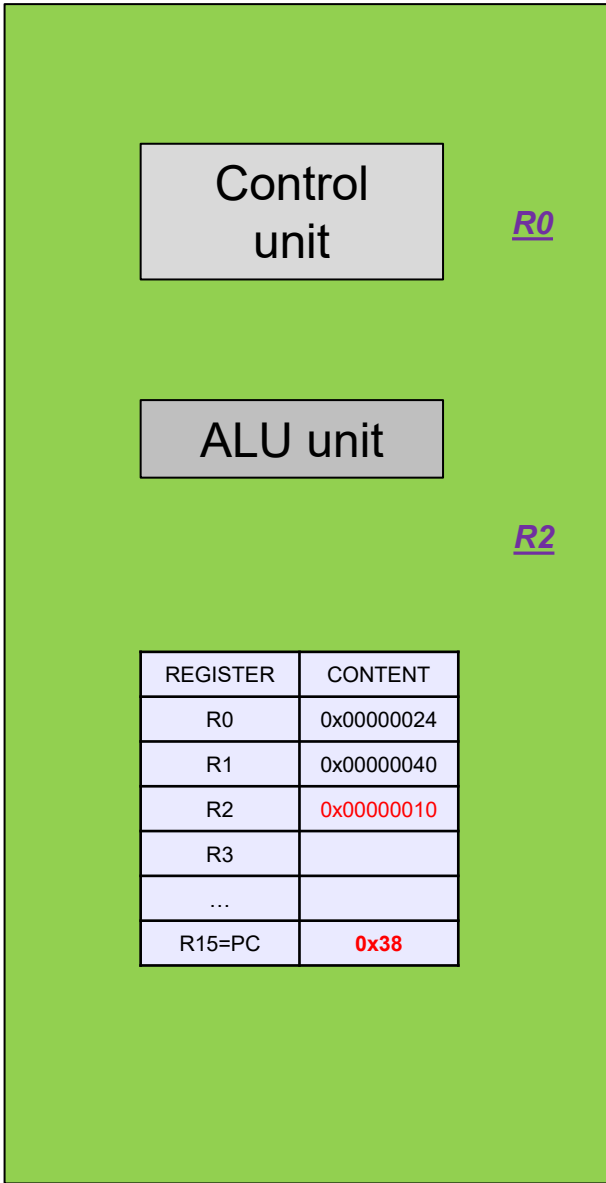 Control
unit
R0
ALU unit
R2
REGISTER CONTENT
R0 0x00000024
R1 0x00000040
R2 0x00000010
R3
…
R15=PC 0x38